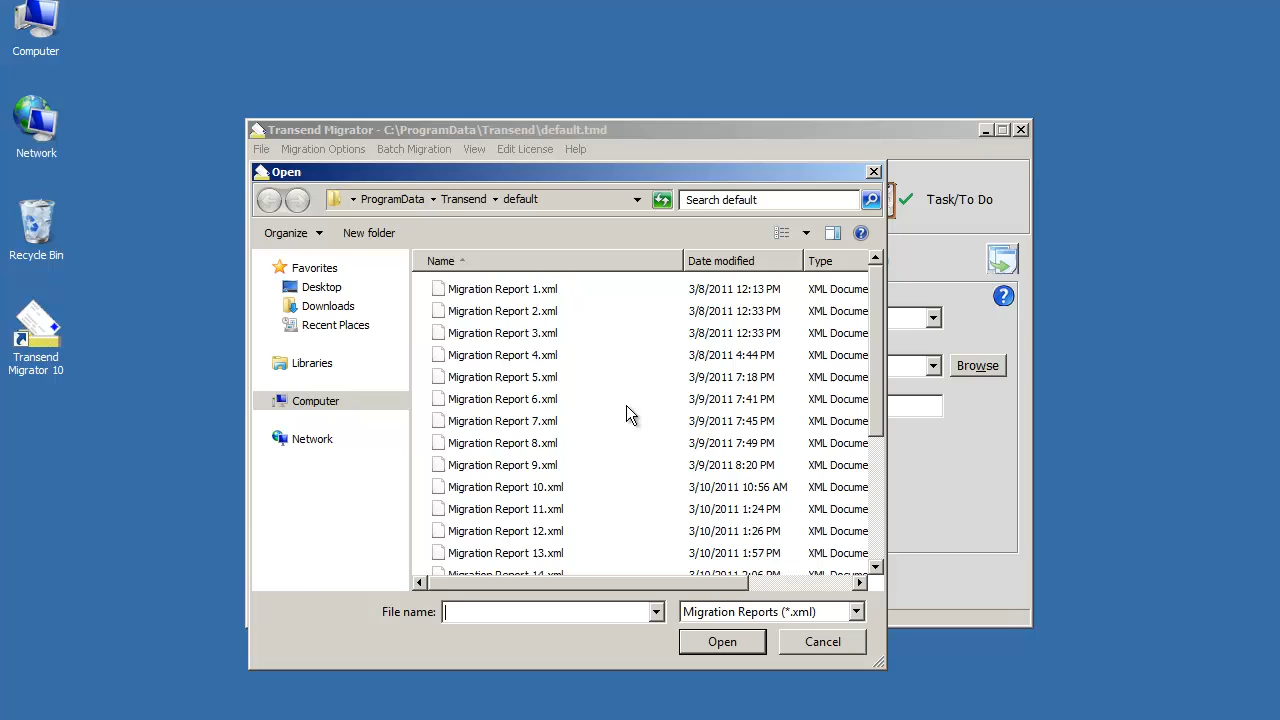 Computer
Network
Recycle Bin
Transend
Migrator 10
Transend Migrator - C:\ProgramData\Transend\default.tmd
File Migration Options Batch Migration View Edit License Help
Open
ProgramData Transend default Search default
Task/To Do
Organize New folder
Favorites
Desktop
Downloads
Recent Places
Libraries
Computer
Network
Name Date modified Type
Migration Report 1.xml 3/8/2011 12:13 PM XML Docume
Migration Report 2.xml 3/8/2011 12:33 PM XML Docume
Migration Report 3.xml 3/8/2011 12:33 PM XML Docume
Migration Report 4.xml 3/8/2011 4:44 PM XML Docume
Migration Report 5.xml 3/9/2011 7:18 PM XML Docume
Migration Report 6.xml 3/9/2011 7:41 PM XML Docume
Migration Report 7.xml 3/9/2011 7:45 PM XML Docume
Migration Report 8.xml 3/9/2011 7:49 PM XML Docume
Migration Report 9.xml 3/9/2011 8:20 PM XML Docume
Migration Report 10.xml 3/10/2011 10:56 AM XML Docume
Migration Report 11.xml 3/10/2011 1:24 PM XML Docume
Migration Report 12.xml 3/10/2011 1:26 PM XML Docume
Migration Report 13.xml 3/10/2011 1:57 PM XML Docume
Migration Report 14.xml 3/10/2011 2:06 PM XML Docume
Browse
File name: Migration Reports (*.xml)
Open Cancel